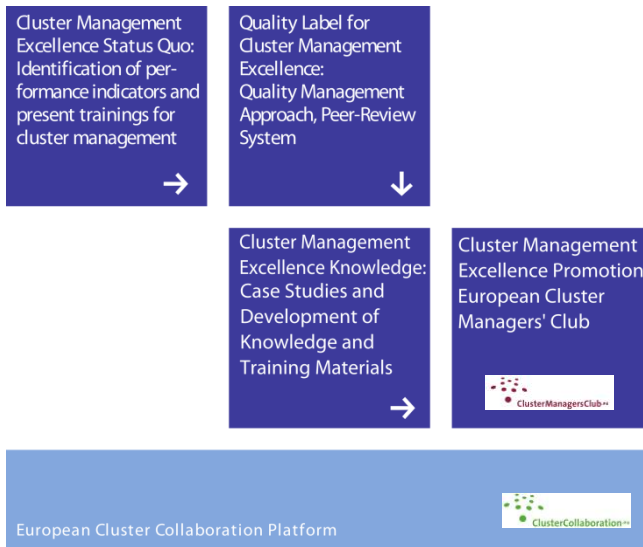 Cluster Management
Excellence Status Quo:
Identification of per-
formance indicators and
present trainings for
cluster management
Quality Label for
Cluster Management
Excellence:
Quality Management
Approach, Peer-Review
System
Cluster Management
Excellence Knowledge:
Case Studies and
Development of
Knowledge and
Training Materials
Cluster Management
Excellence Promotion
European Cluster
Managers' Club
ClusterManagersClub
European Cluster Collaboration Platform
ClusterCollaboration